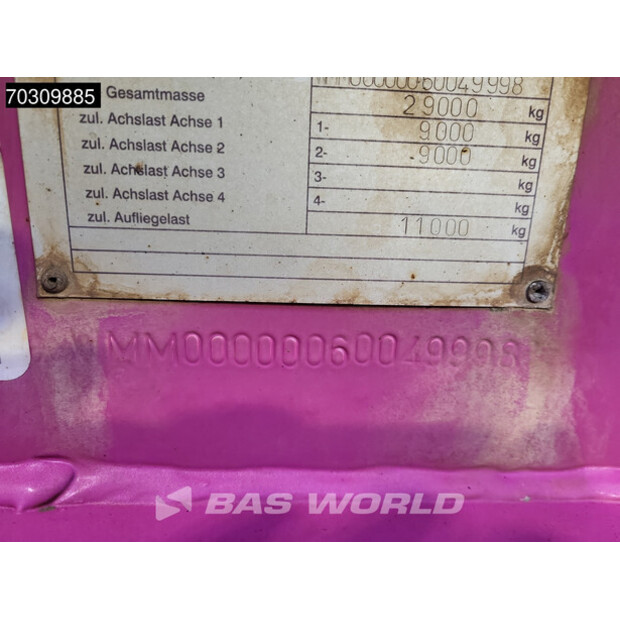 70309885
WMM00000060049998
Gesamtmasse 29000 kg
zul. Achslast Achse 1 1- 9000 kg
zul. Achslast Achse 2 2- 9000 kg
zul. Achslast Achse 3 3- kg
zul. Achslast Achse 4 4- kg
zul. Aufliegelast 11000 kg
MM00000060049998
BAS WORLD